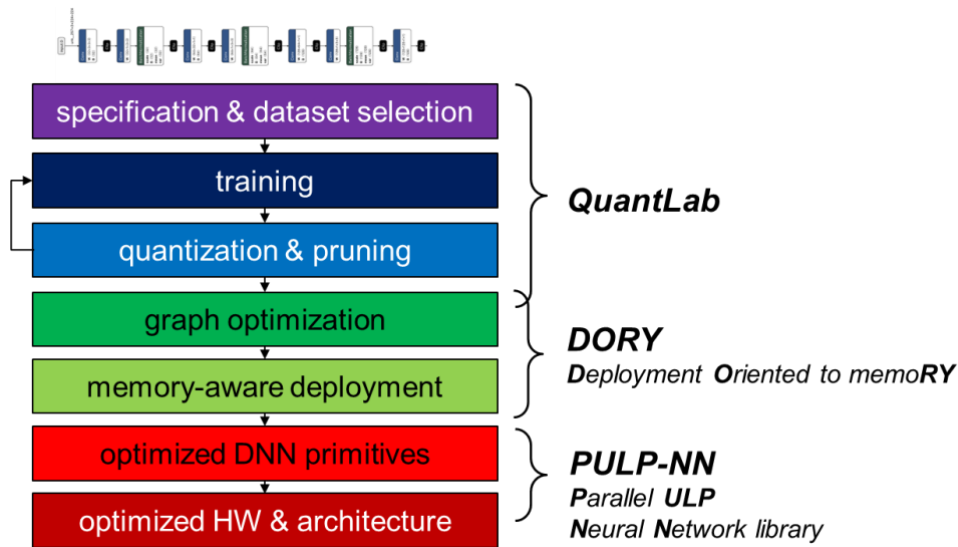 specification & dataset selection
training
quantization & pruning
graph optimization
memory-aware deployment
optimized DNN primitives
optimized HW & architecture
QuantLab
DORY
Deployment Oriented to memoRY
PULP-NN
Parallel ULP
Neural Network library